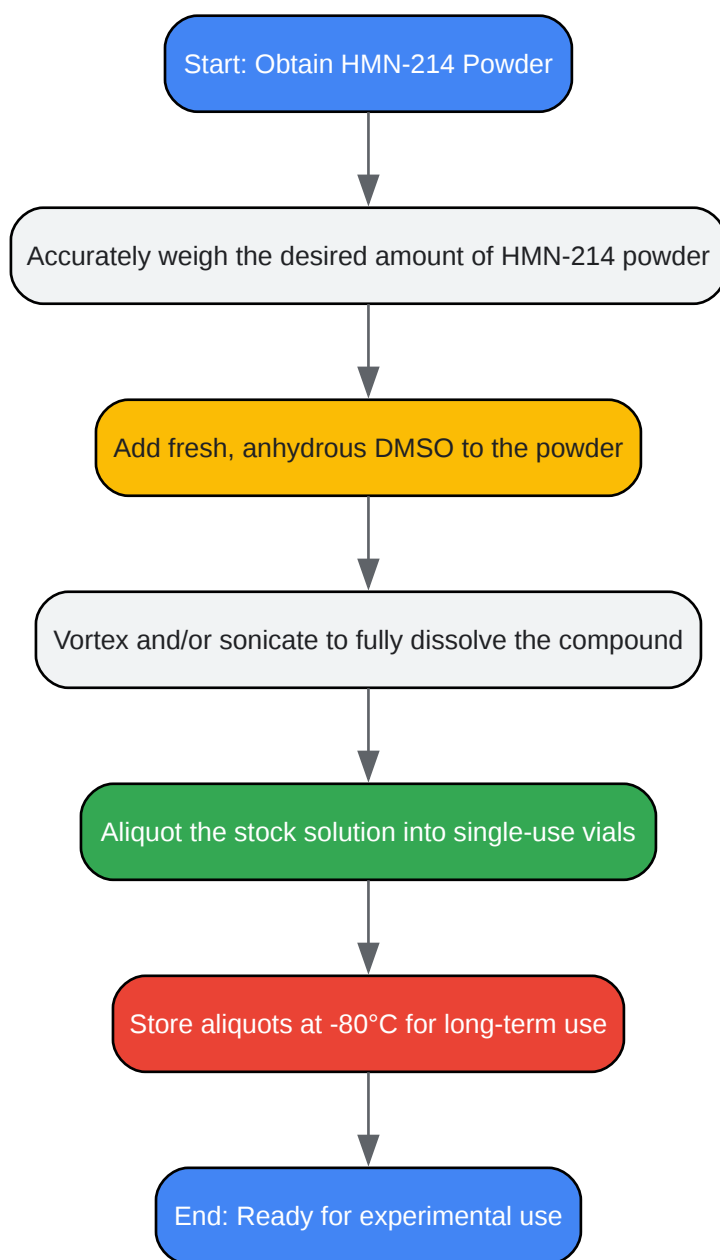 Start: Obtain HMN-214 Powder
Accurately weigh the desired amount of HMN-214 powder
Add fresh, anhydrous DMSO to the powder
Vortex and/or sonicate to fully dissolve the compound
Aliquot the stock solution into single-use vials
Store aliquots at -80°C for long-term use
End: Ready for experimental use